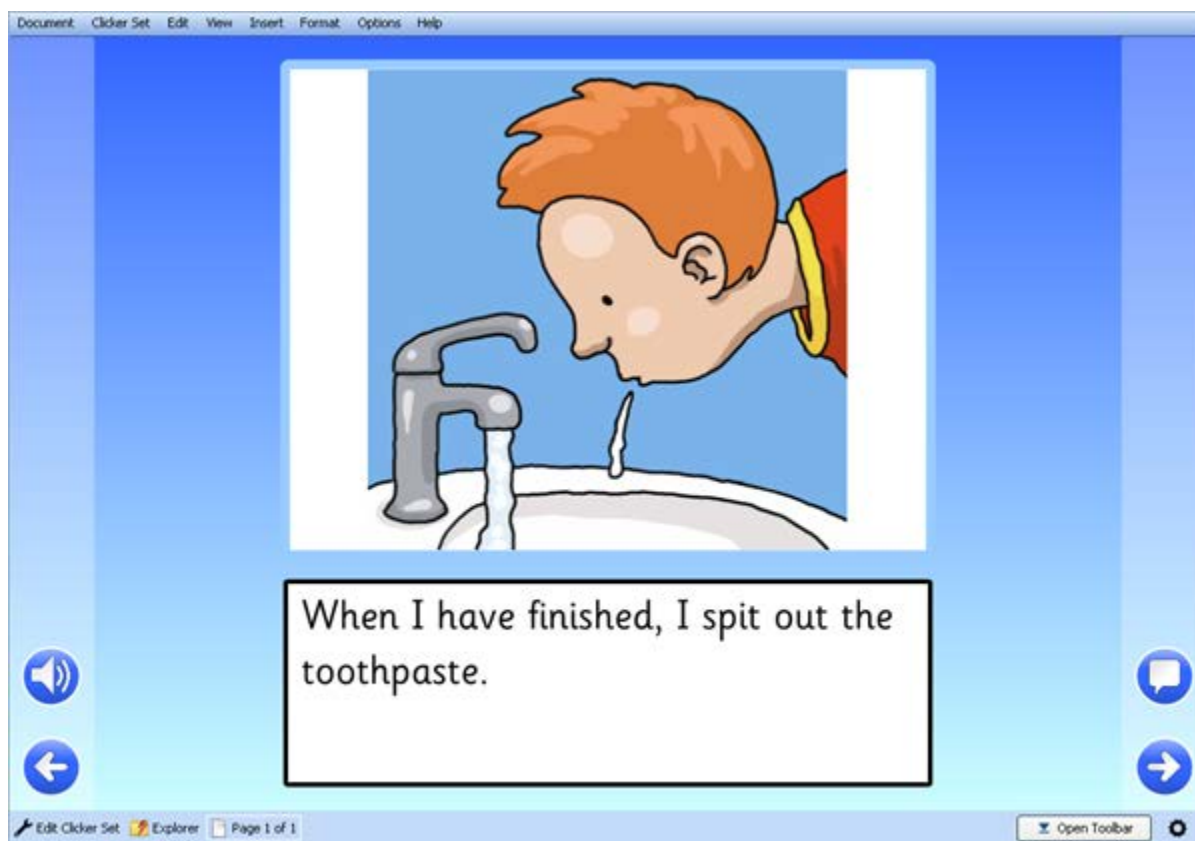 Document Clicker Set Edit View Insert Format Options Help
When I have finished, I spit out the
toothpaste.
Edit Clicker Set Explorer Page 1 of 1 Open Toolbar